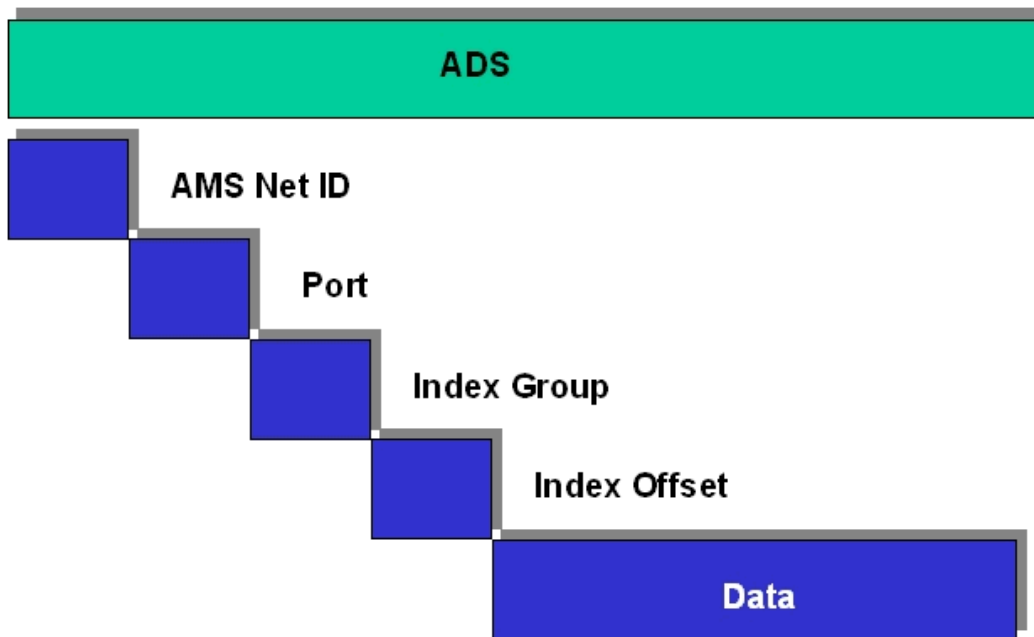 ADS
AMS Net ID
Port
Index Group
Index Offset
Data